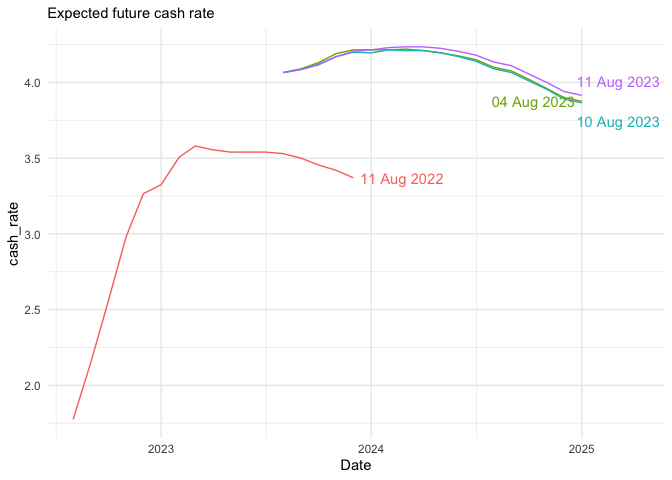 Expected future cash rate
4.0
3.5
3.0
2.5
2.0
cash_rate
11 Aug 2023
04 Aug 2023
10 Aug 2023
11 Aug 2022
2023
2024
2025
Date